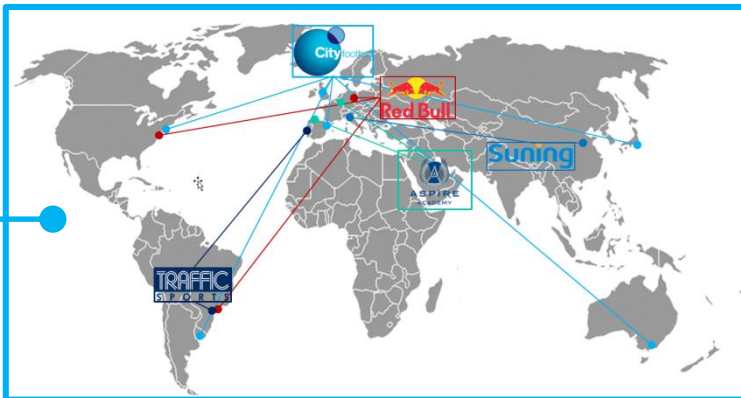 City football
Red Bull
Suning
ASPIRE
ACADEMY
TRAFFIC
SPORTS